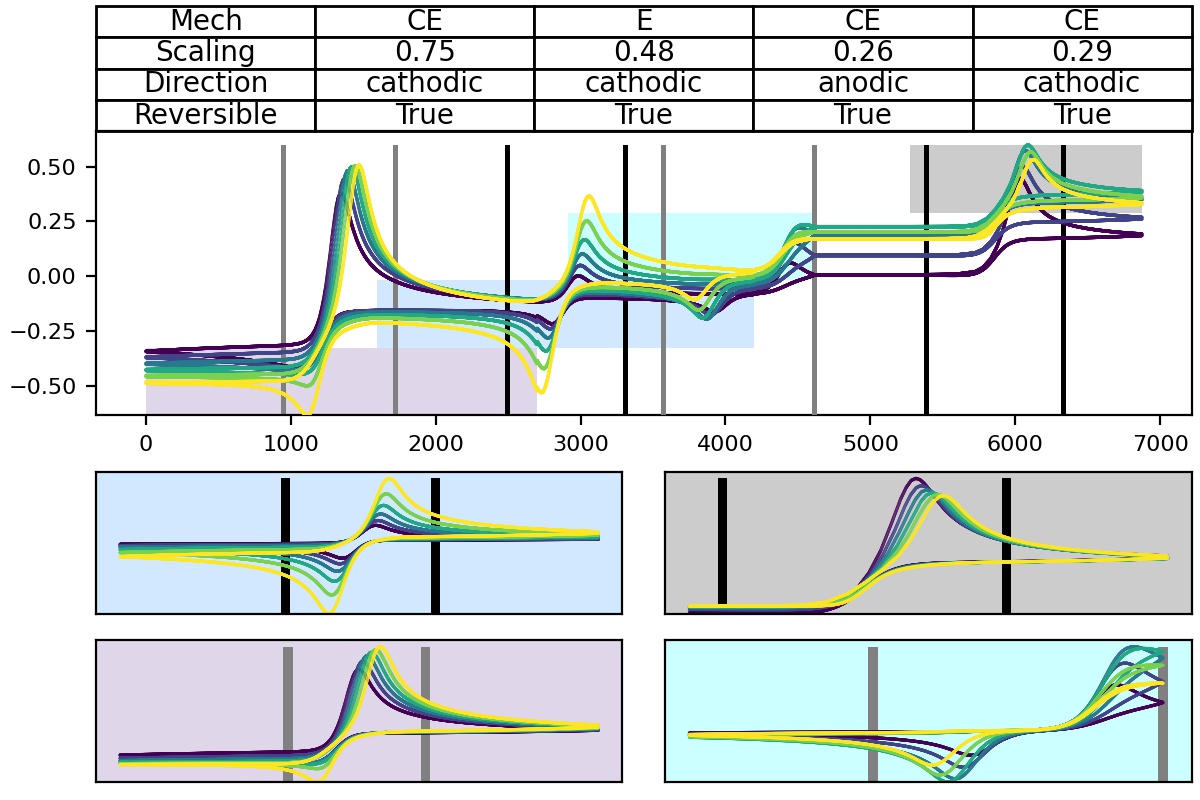 Mech CE E CE CE
Scaling 0.75 0.48 0.26 0.29
Direction cathodic cathodic anodic cathodic
Reversible True True True True
0.50
0.25
0.00
−0.25
−0.50
0 1000 2000 3000 4000 5000 6000 7000